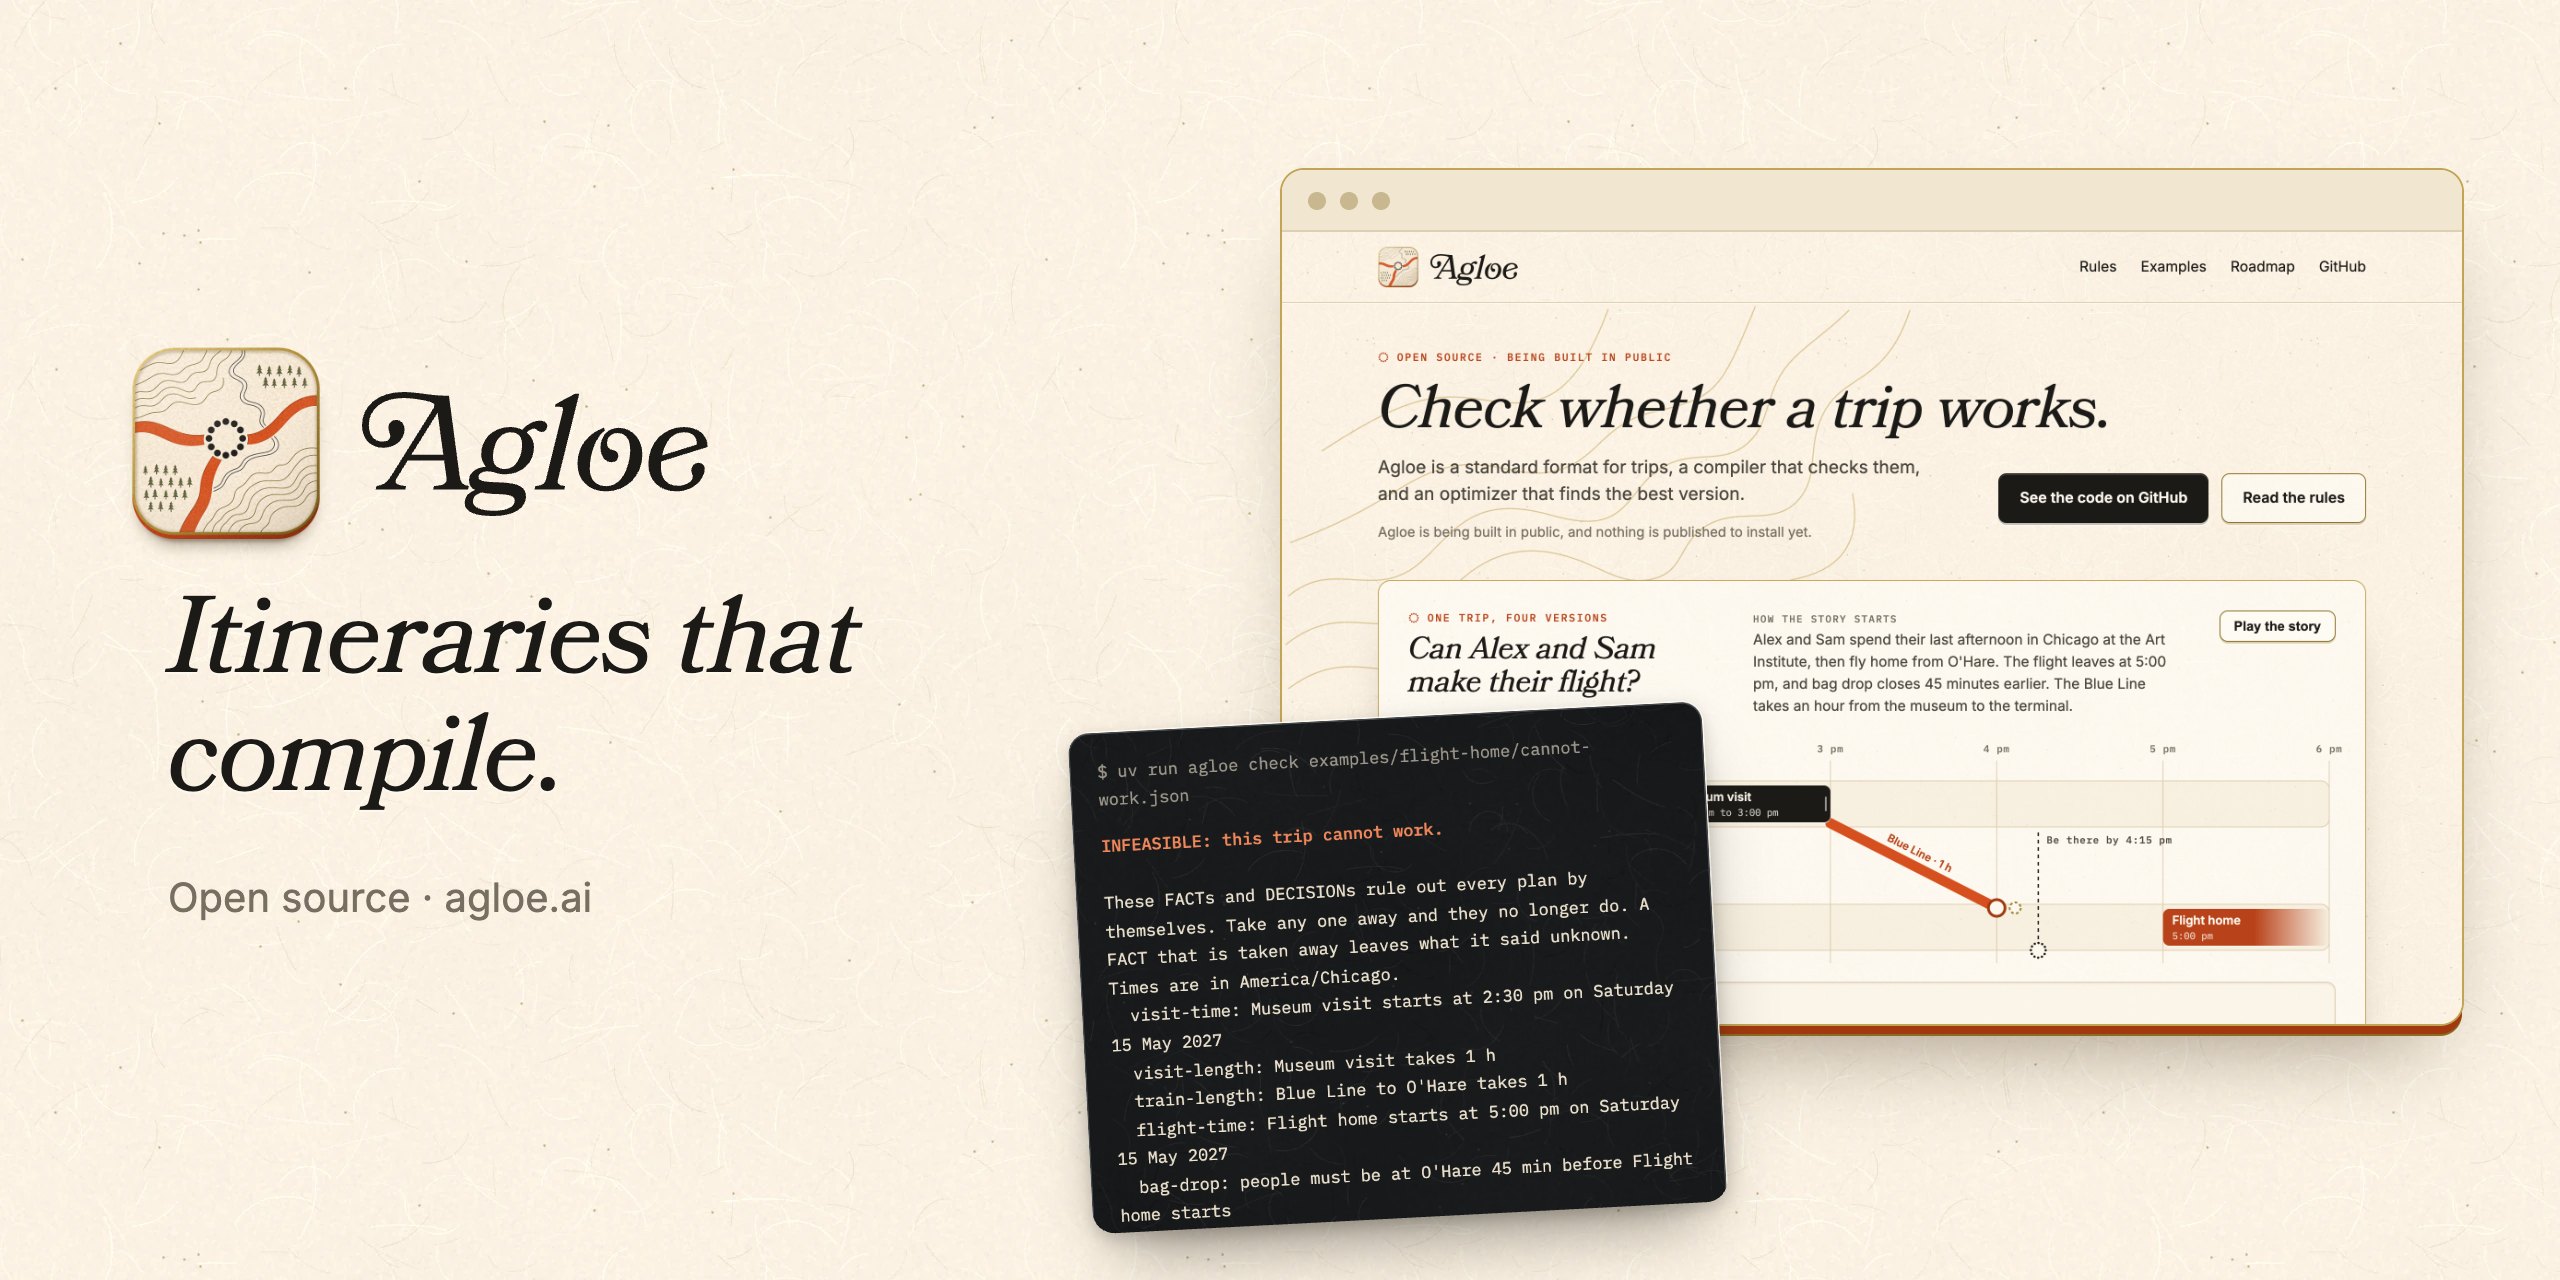 Agloe
Itineraries that
compile.
Open source · agloe.ai
Agloe
Rules
Examples
Roadmap
GitHub
OPEN SOURCE · BEING BUILT IN PUBLIC
Check whether a trip works.
Agloe is a standard format for trips, a compiler that checks them,
and an optimizer that finds the best version.
Agloe is being built in public, and nothing is published to install yet.
See the code on GitHub
Read the rules
ONE TRIP, FOUR VERSIONS
Can Alex and Sam
make their flight?
HOW THE STORY STARTS
Alex and Sam spend their last afternoon in Chicago at the Art
Institute, then fly home from O'Hare. The flight leaves at 5:00
pm, and bag drop closes 45 minutes earlier. The Blue Line
takes an hour from the museum to the terminal.
Play the story
3 pm
4 pm
5 pm
6 pm
um visit
m to 3:00 pm
Blue Line · 1 h
Be there by 4:15 pm
Flight home
5:00 pm
$ uv run agloe check examples/flight-home/cannot-
work.json
INFEASIBLE: this trip cannot work.
These FACTs and DECISIONs rule out every plan by
themselves. Take any one away and they no longer do. A
FACT that is taken away leaves what it said unknown.
Times are in America/Chicago.
visit-time: Museum visit starts at 2:30 pm on Saturday
15 May 2027
visit-length: Museum visit takes 1 h
train-length: Blue Line to O'Hare takes 1 h
flight-time: Flight home starts at 5:00 pm on Saturday
15 May 2027
bag-drop: people must be at O'Hare 45 min before Flight
home starts